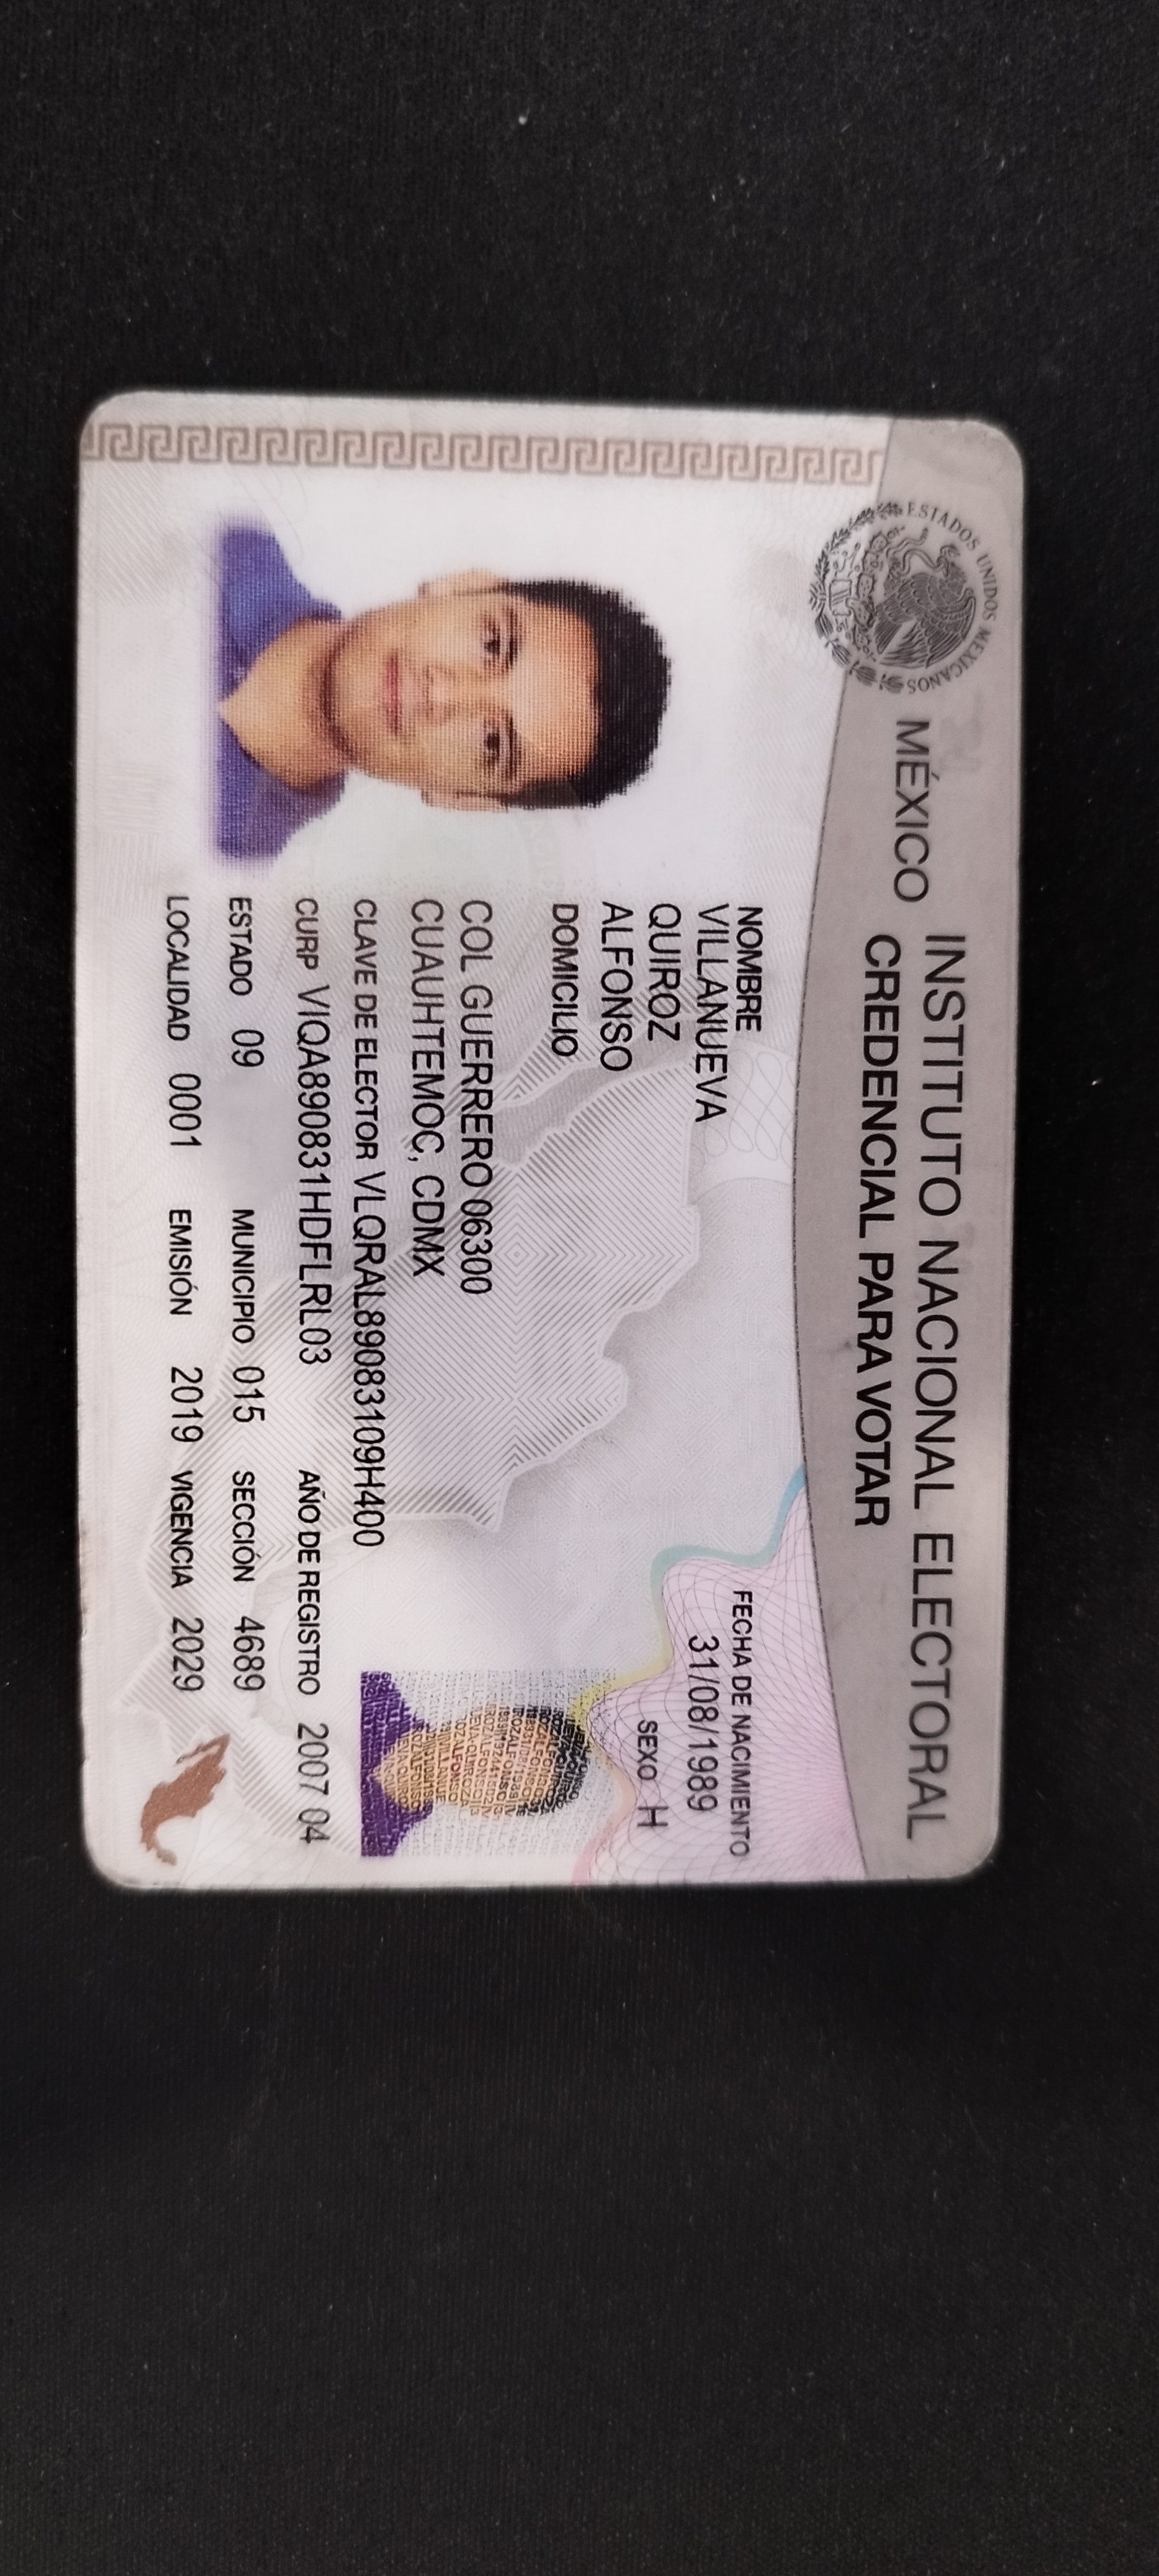 ESTADOS UNIDOS MEXICANOS
MÉXICO INSTITUTO NACIONAL ELECTORAL
CREDENCIAL PARA VOTAR
NOMBRE
VILLANUEVA
QUIROZ
ALFONSO
FECHA DE NACIMIENTO
31/08/1989
SEXO H
DOMICILIO
COL GUERRERO 06300
CUAUHTEMOC, CDMX
CLAVE DE ELECTOR VLQRAL89083109H400
CURP VIQA890831HDFLRL03 AÑO DE REGISTRO 2007 04
ESTADO 09 MUNICIPIO 015 SECCIÓN 4689
LOCALIDAD 0001 EMISIÓN 2019 VIGENCIA 2029